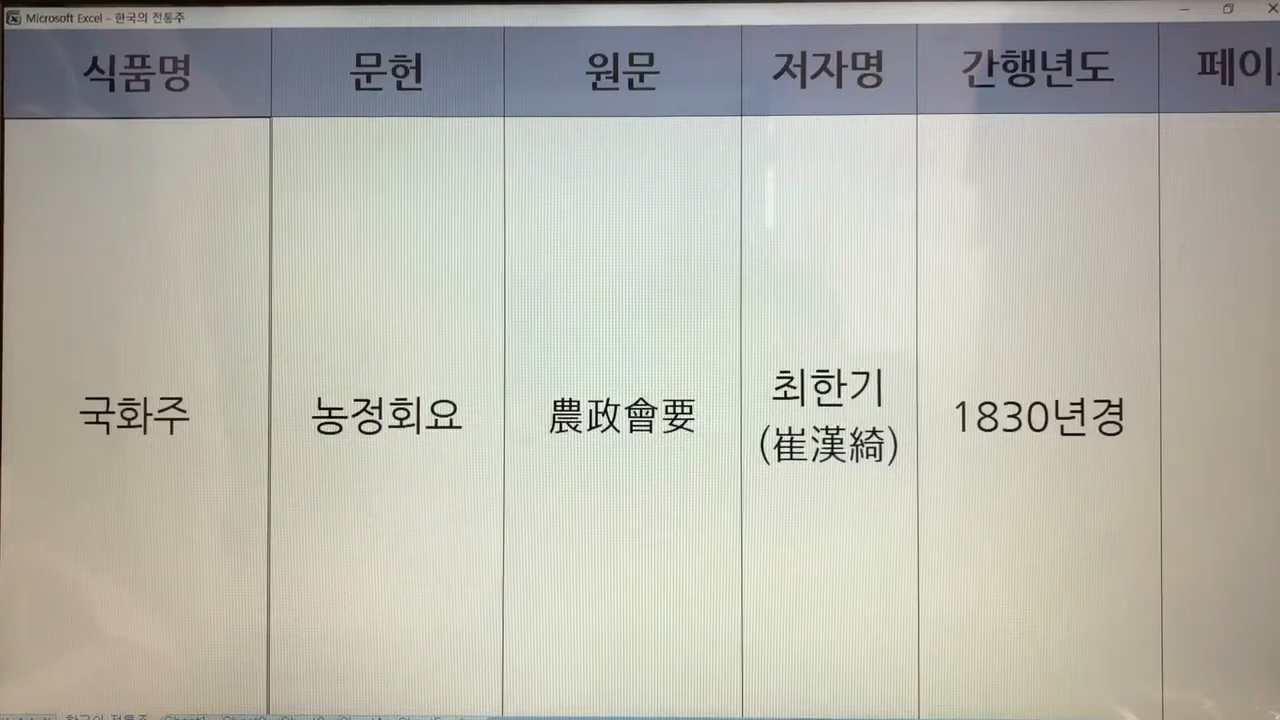 Microsoft Excel - 한국의 전통주
식품명 문헌 원문 저자명 간행년도
국화주 농정회요 農政會要 최한기 1830년경
(崔漢綺)